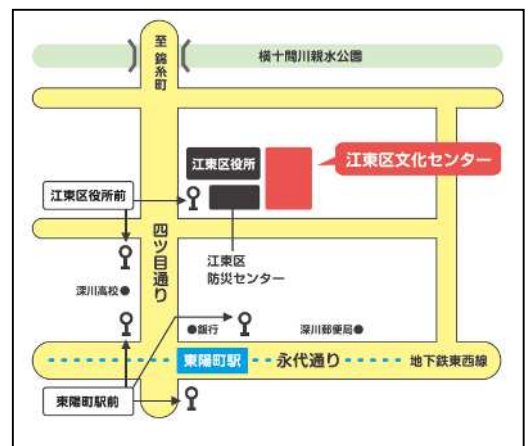 至 錦糸町
横十間川親水公園
江東区役所
江東区文化センター
江東区役所前
四ツ目通り
江東区
防災センター
深川高校●
●銀行
深川郵便局●
東陽町駅
永代通り
地下鉄東西線
東陽町駅前